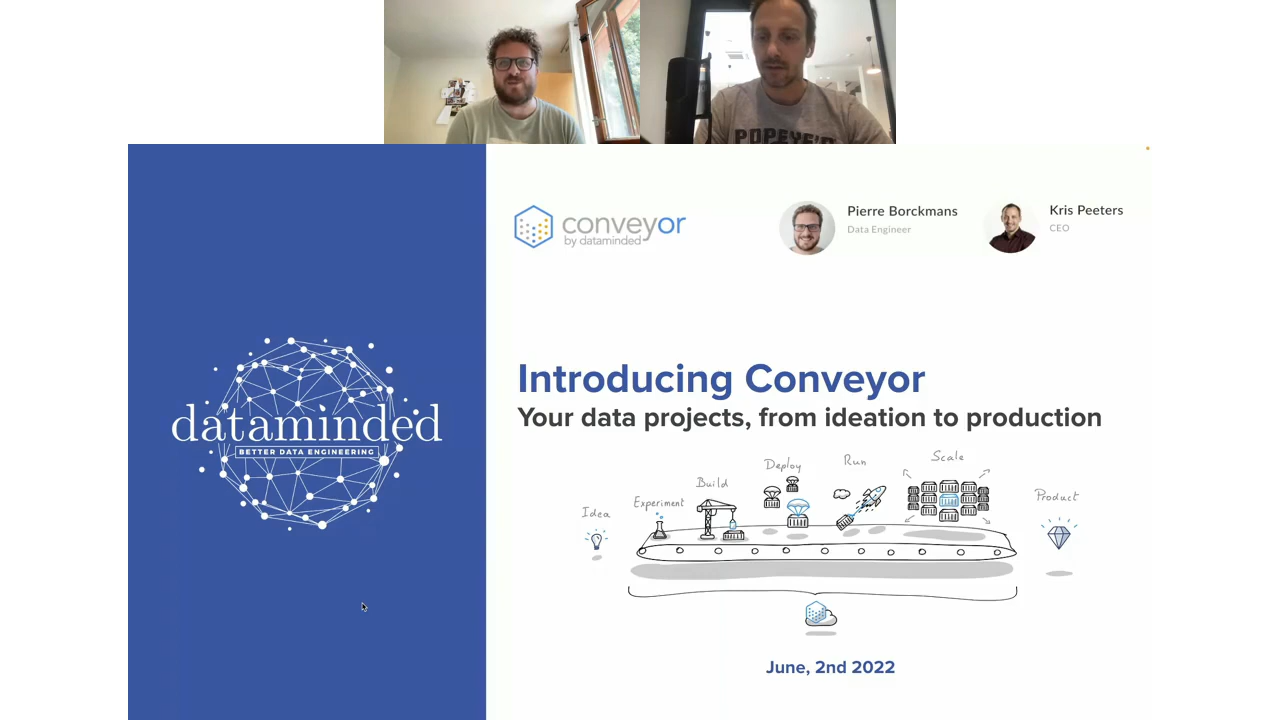 POPEYE'S
conveyor
by dataminded
Pierre Borckmans
Data Engineer
Kris Peeters
CEO
dataminded
BETTER DATA ENGINEERING
Introducing Conveyor
Your data projects, from ideation to production
Idea
Experiment
Build
Deploy
Run
Scale
Product
June, 2nd 2022